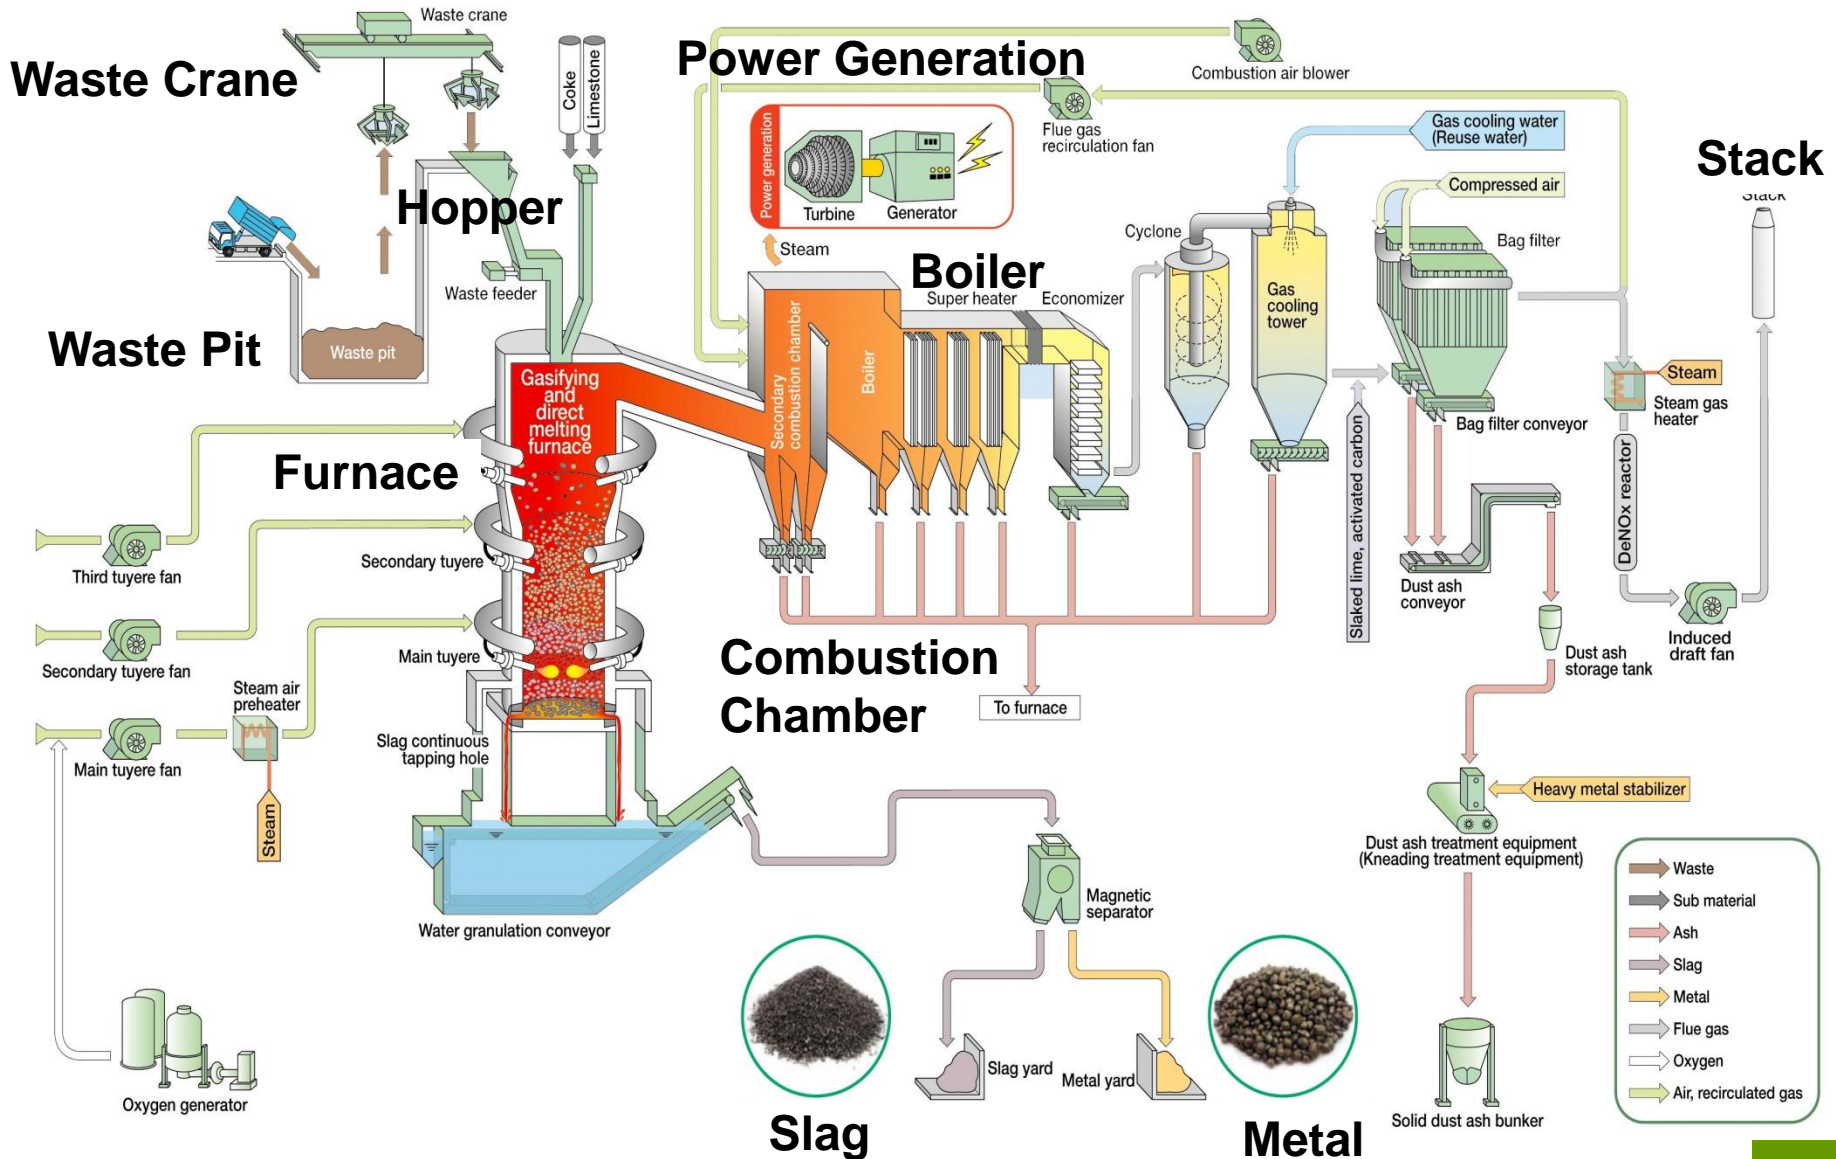 Waste crane
Waste Crane
Coke
Limestone
Power Generation
Combustion air blower
Power generation
Turbine
Generator
Flue gas
recirculation fan
Gas cooling water
(Reuse water)
Compressed air
Stack
Stack
Hopper
Steam
Cyclone
Bag filter
Waste feeder
Boiler
Super heater
Economizer
Gas
cooling
tower
Waste Pit
Waste pit
Gasifying
and
direct
melting
furnace
Secondary
combustion chamber
Boiler
Steam
Steam gas
heater
Bag filter conveyor
Furnace
Slaked lime, activated carbon
DeNOx reactor
Third tuyere fan
Secondary tuyere
Dust ash
conveyor
Secondary tuyere fan
Main tuyere
Combustion
Chamber
Induced
draft fan
Dust ash
storage tank
Steam air
preheater
To furnace
Main tuyere fan
Slag continuous
tapping hole
Steam
Heavy metal stabilizer
Dust ash treatment equipment
(Kneading treatment equipment)
Water granulation conveyor
Magnetic
separator
Waste
Sub material
Ash
Slag
Metal
Flue gas
Oxygen
Air, recirculated gas
Oxygen generator
Slag yard
Metal yard
Solid dust ash bunker
Slag
Metal